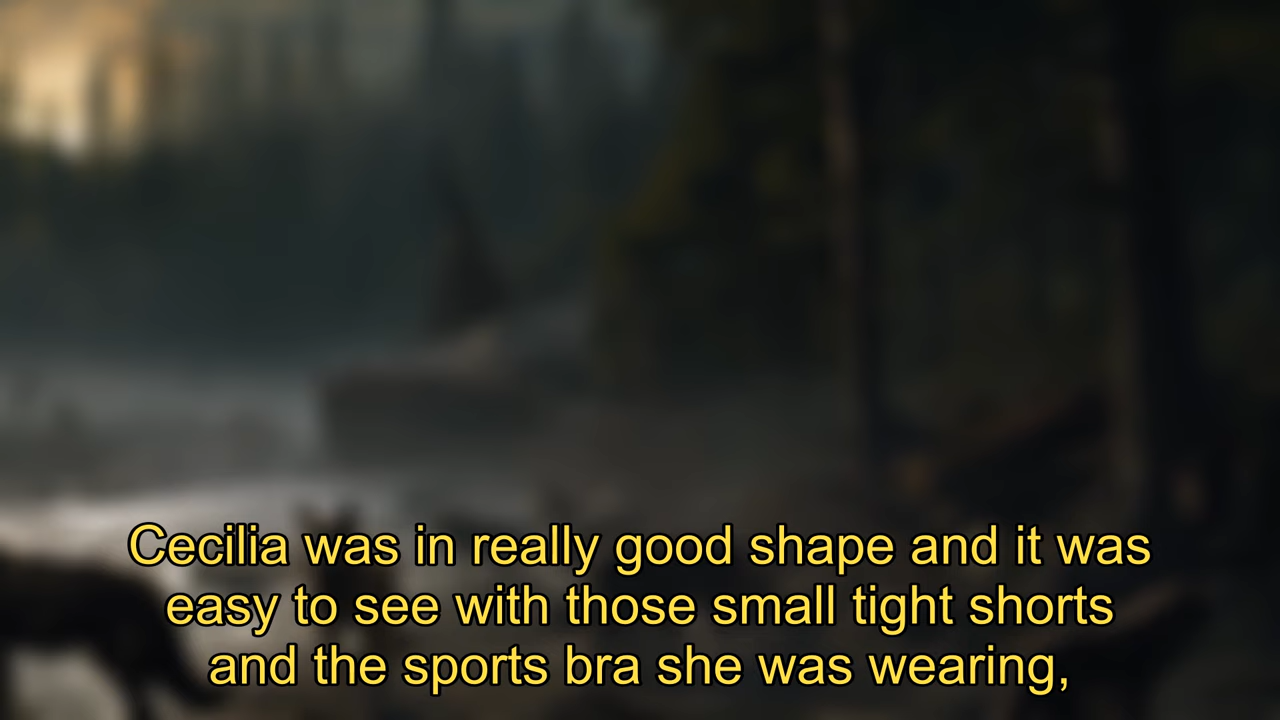 Cecilia was in really good shape and it was
easy to see with those small tight shorts
and the sports bra she was wearing,